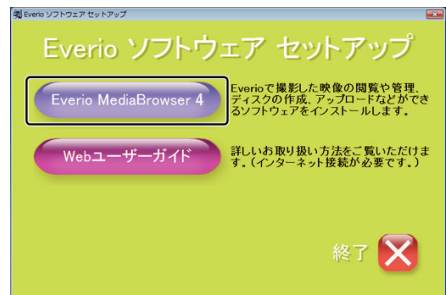 Everio ソフトウェア セットアップ
Everio ソフトウェア セットアップ
Everio MediaBrowser 4
Everioで撮影した映像の閲覧や管理、
ディスクの作成、アップロードなどができ
るソフトウェアをインストールします。
Webユーザーガイド
詳しいお取り扱い方法をご覧いただけま
す。（インターネット接続が必要です。）
終了